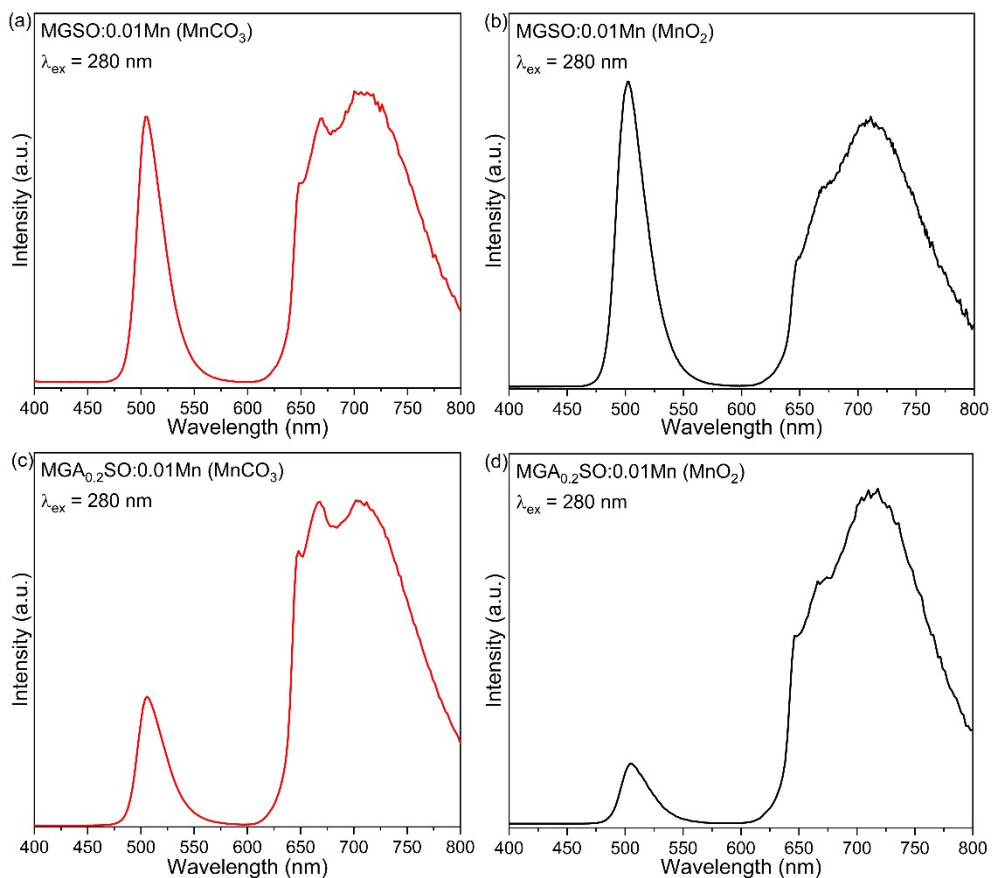 (a)
MGSO:0.01Mn (MnCO₃)
λex = 280 nm
Intensity (a.u.)
400 450 500 550 600 650 700 750 800
Wavelength (nm)
(b)
MGSO:0.01Mn (MnO₂)
λex = 280 nm
Intensity (a.u.)
400 450 500 550 600 650 700 750 800
Wavelength (nm)
(c)
MGA₀.₂SO:0.01Mn (MnCO₃)
λex = 280 nm
Intensity (a.u.)
400 450 500 550 600 650 700 750 800
Wavelength (nm)
(d)
MGA₀.₂SO:0.01Mn (MnO₂)
λex = 280 nm
Intensity (a.u.)
400 450 500 550 600 650 700 750 800
Wavelength (nm)